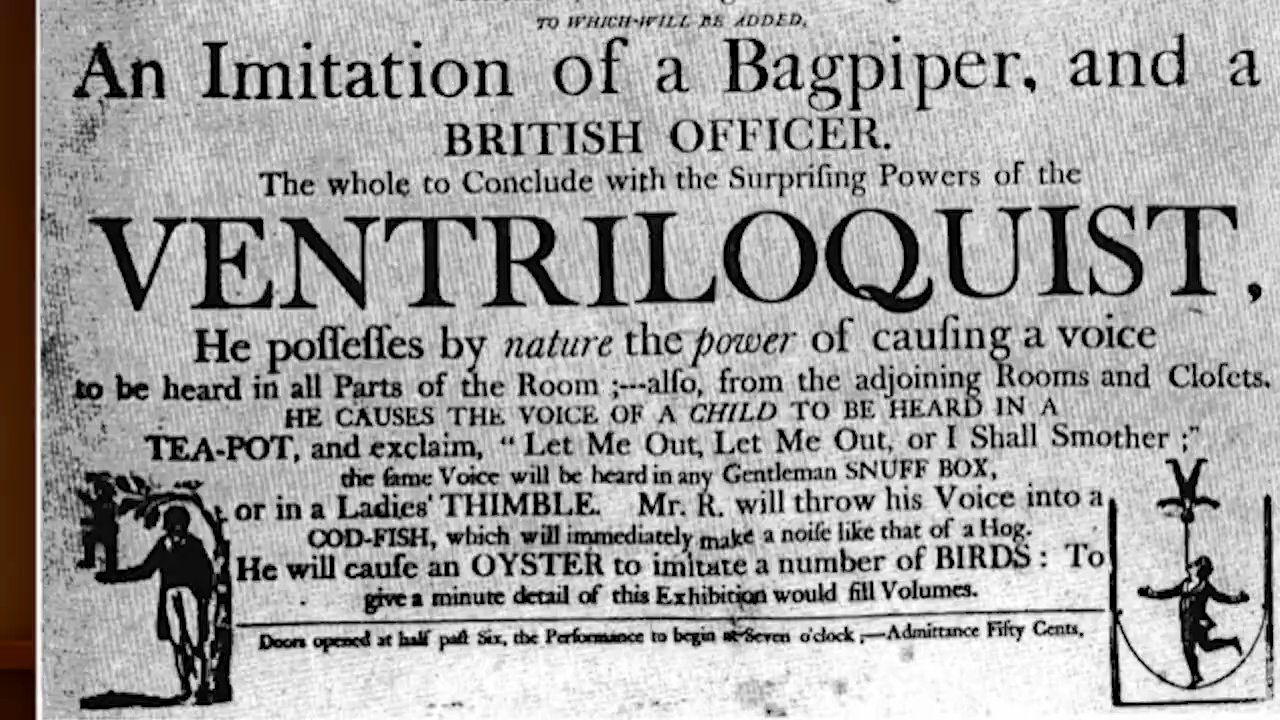 TO WHICH WILL BE ADDED,
An Imitation of a Bagpiper, and a
BRITISH OFFICER.
The whole to Conclude with the Surpriſing Powers of the
VENTRILOQUIST,
He poſſeſſes by nature the power of cauſing a voice
to be heard in all Parts of the Room ;---alſo, from the adjoining Rooms and Cloſets.
HE CAUSES THE VOICE OF A CHILD TO BE HEARD IN A
TEA-POT, and exclaim, “ Let Me Out, Let Me Out, or I Shall Smother ;”
the ſame Voice will be heard in any Gentleman SNUFF BOX,
or in a Ladies' THIMBLE. Mr. R. will throw his Voice into a
COD-FISH, which will immediately make a noiſe like that of a Hog.
He will cauſe an OYSTER to imitate a number of BIRDS : To
give a minute detail of this Exhibition would fill Volumes.
Doors opened at half paſt Six, the Performance to begin at Seven o'clock ;—Admittance Fifty Cents,